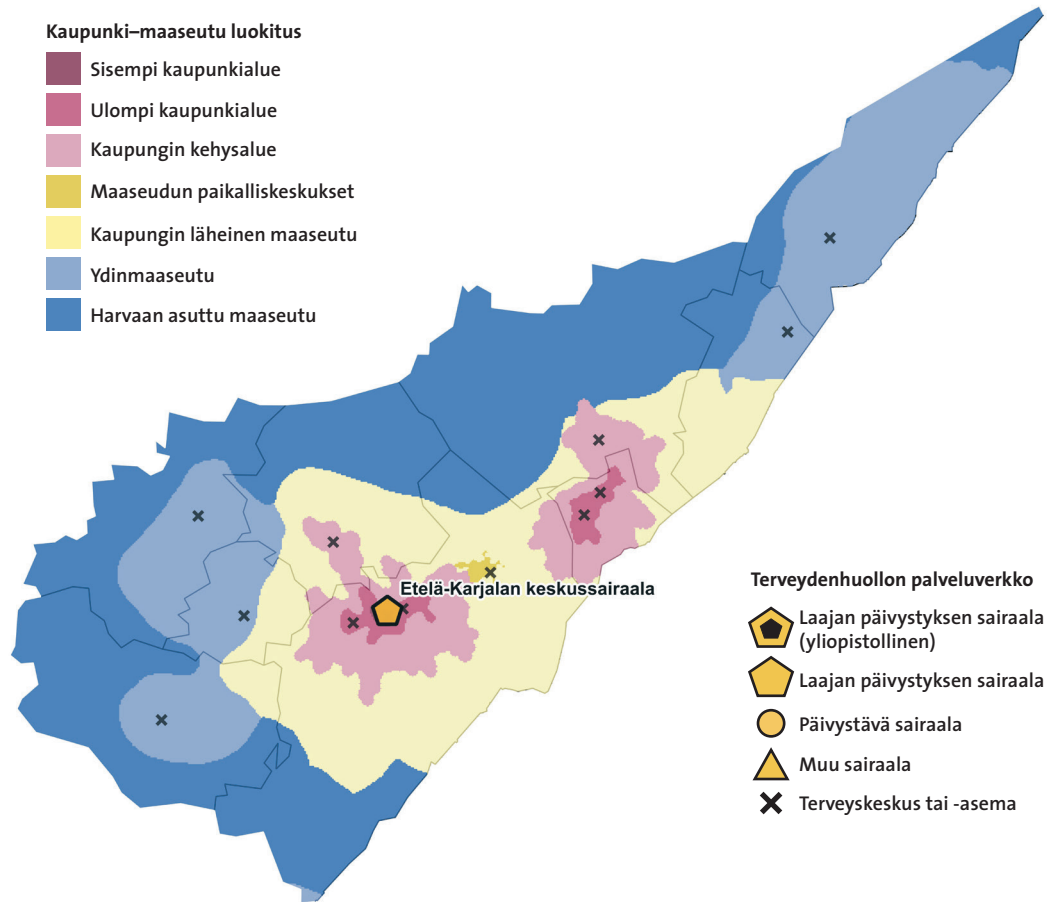 Kaupunki–maaseutu luokitus
Sisempi kaupunkialue
Ulompi kaupunkialue
Kaupungin kehysalue
Maaseudun paikalliskeskukset
Kaupungin läheinen maaseutu
Ydinmaaseutu
Harvaan asuttu maaseutu
Etelä-Karjalan keskussairaala
Terveydenhuollon palveluverkko
Laajan päivystyksen sairaala
(yliopistollinen)
Laajan päivystyksen sairaala
Päivystävä sairaala
Muu sairaala
Terveyskeskus tai -asema